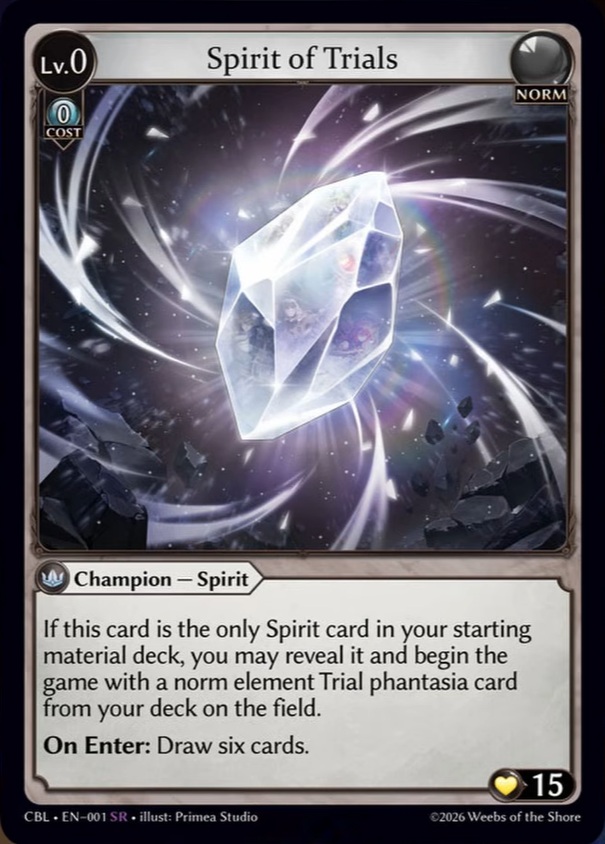 Lv.0
Spirit of Trials
NORM
0
COST
Champion — Spirit
If this card is the only Spirit card in your starting
material deck, you may reveal it and begin the
game with a norm element Trial phantasia card
from your deck on the field.
On Enter: Draw six cards.
15
CBL • EN–001 SR • illust: Primea Studio
©2026 Weebs of the Shore